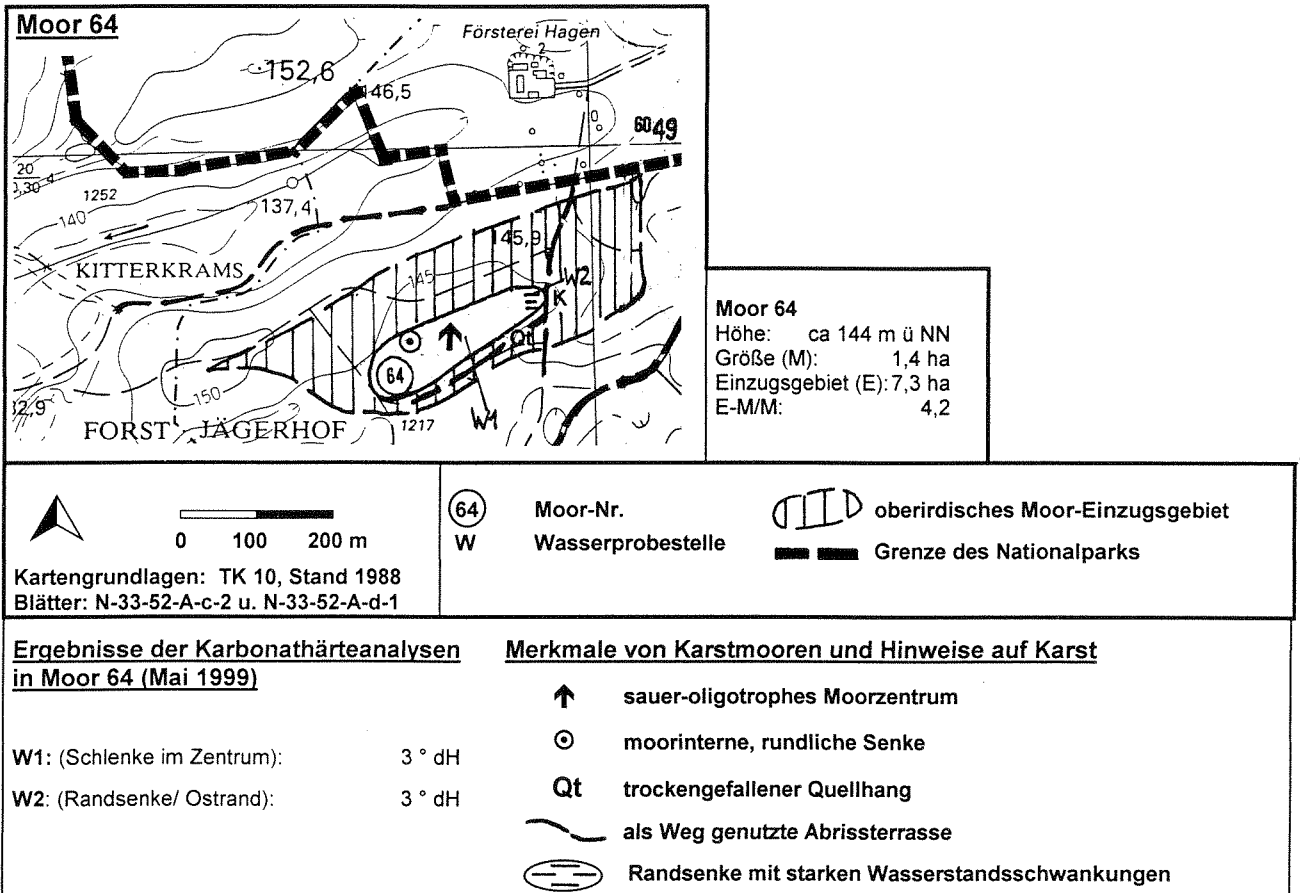 Moor 64
Försterei Hagen
2
152,6
146,5
6049
20
0,30 4
1252
140
137,4
145,9
KITTERKRAMS
145
W2
K
Qt
64
150
32,9
FORST JÄGERHOF
1217
W1
Moor 64
Höhe: ca 144 m ü NN
Größe (M): 1,4 ha
Einzugsgebiet (E): 7,3 ha
E-M/M: 4,2
0 100 200 m
Kartengrundlagen: TK 10, Stand 1988
Blätter: N-33-52-A-c-2 u. N-33-52-A-d-1
64 Moor-Nr.
W Wasserprobestelle
oberirdisches Moor-Einzugsgebiet
Grenze des Nationalparks
Ergebnisse der Karbonathärteanalysen
in Moor 64 (Mai 1999)
W1: (Schlenke im Zentrum): 3 ° dH
W2: (Randsenke/ Ostrand): 3 ° dH
Merkmale von Karstmooren und Hinweise auf Karst
sauer-oligotrophes Moorzentrum
moorinterne, rundliche Senke
Qt trockengefallener Quellhang
als Weg genutzte Abrissterrasse
Randsenke mit starken Wasserstandsschwankungen